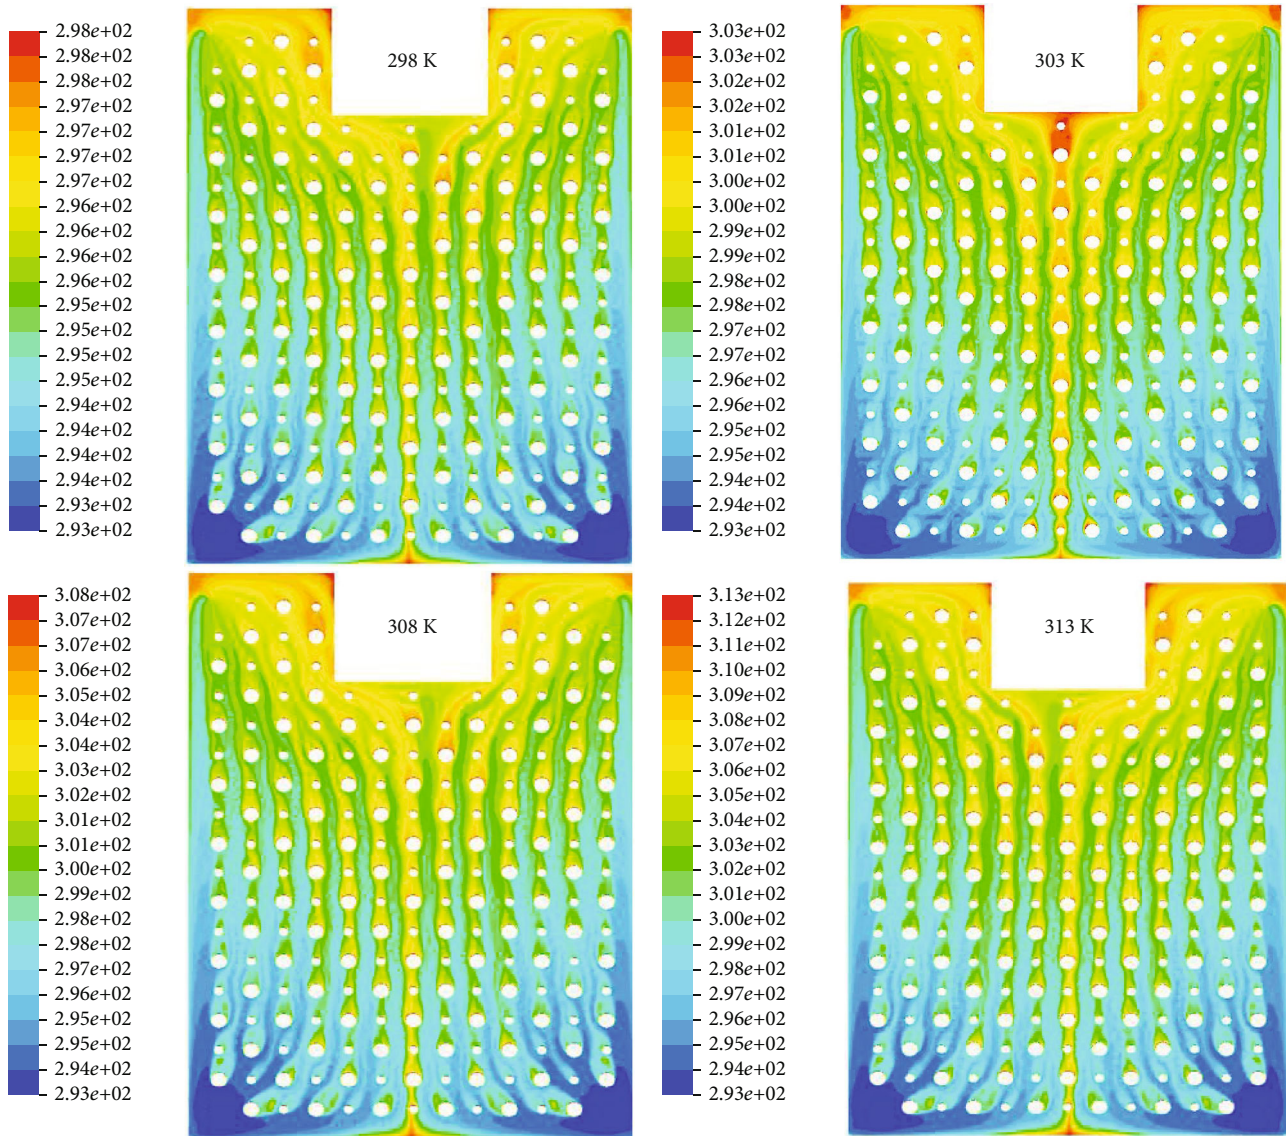 2.98e+02
2.98e+02
2.98e+02
2.97e+02
2.97e+02
2.97e+02
2.97e+02
2.96e+02
2.96e+02
2.96e+02
2.96e+02
2.95e+02
2.95e+02
2.95e+02
2.95e+02
2.94e+02
2.94e+02
2.94e+02
2.94e+02
2.93e+02
2.93e+02
298 K
3.03e+02
3.03e+02
3.02e+02
3.02e+02
3.01e+02
3.01e+02
3.00e+02
3.00e+02
2.99e+02
2.99e+02
2.98e+02
2.98e+02
2.97e+02
2.97e+02
2.96e+02
2.96e+02
2.95e+02
2.95e+02
2.94e+02
2.94e+02
2.93e+02
303 K
3.08e+02
3.07e+02
3.07e+02
3.06e+02
3.05e+02
3.04e+02
3.04e+02
3.03e+02
3.02e+02
3.01e+02
3.01e+02
3.00e+02
2.99e+02
2.98e+02
2.98e+02
2.97e+02
2.96e+02
2.95e+02
2.95e+02
2.94e+02
2.93e+02
308 K
3.13e+02
3.12e+02
3.11e+02
3.10e+02
3.09e+02
3.08e+02
3.07e+02
3.06e+02
3.05e+02
3.04e+02
3.03e+02
3.02e+02
3.01e+02
3.00e+02
2.99e+02
2.98e+02
2.97e+02
2.96e+02
2.95e+02
2.94e+02
2.93e+02
313 K